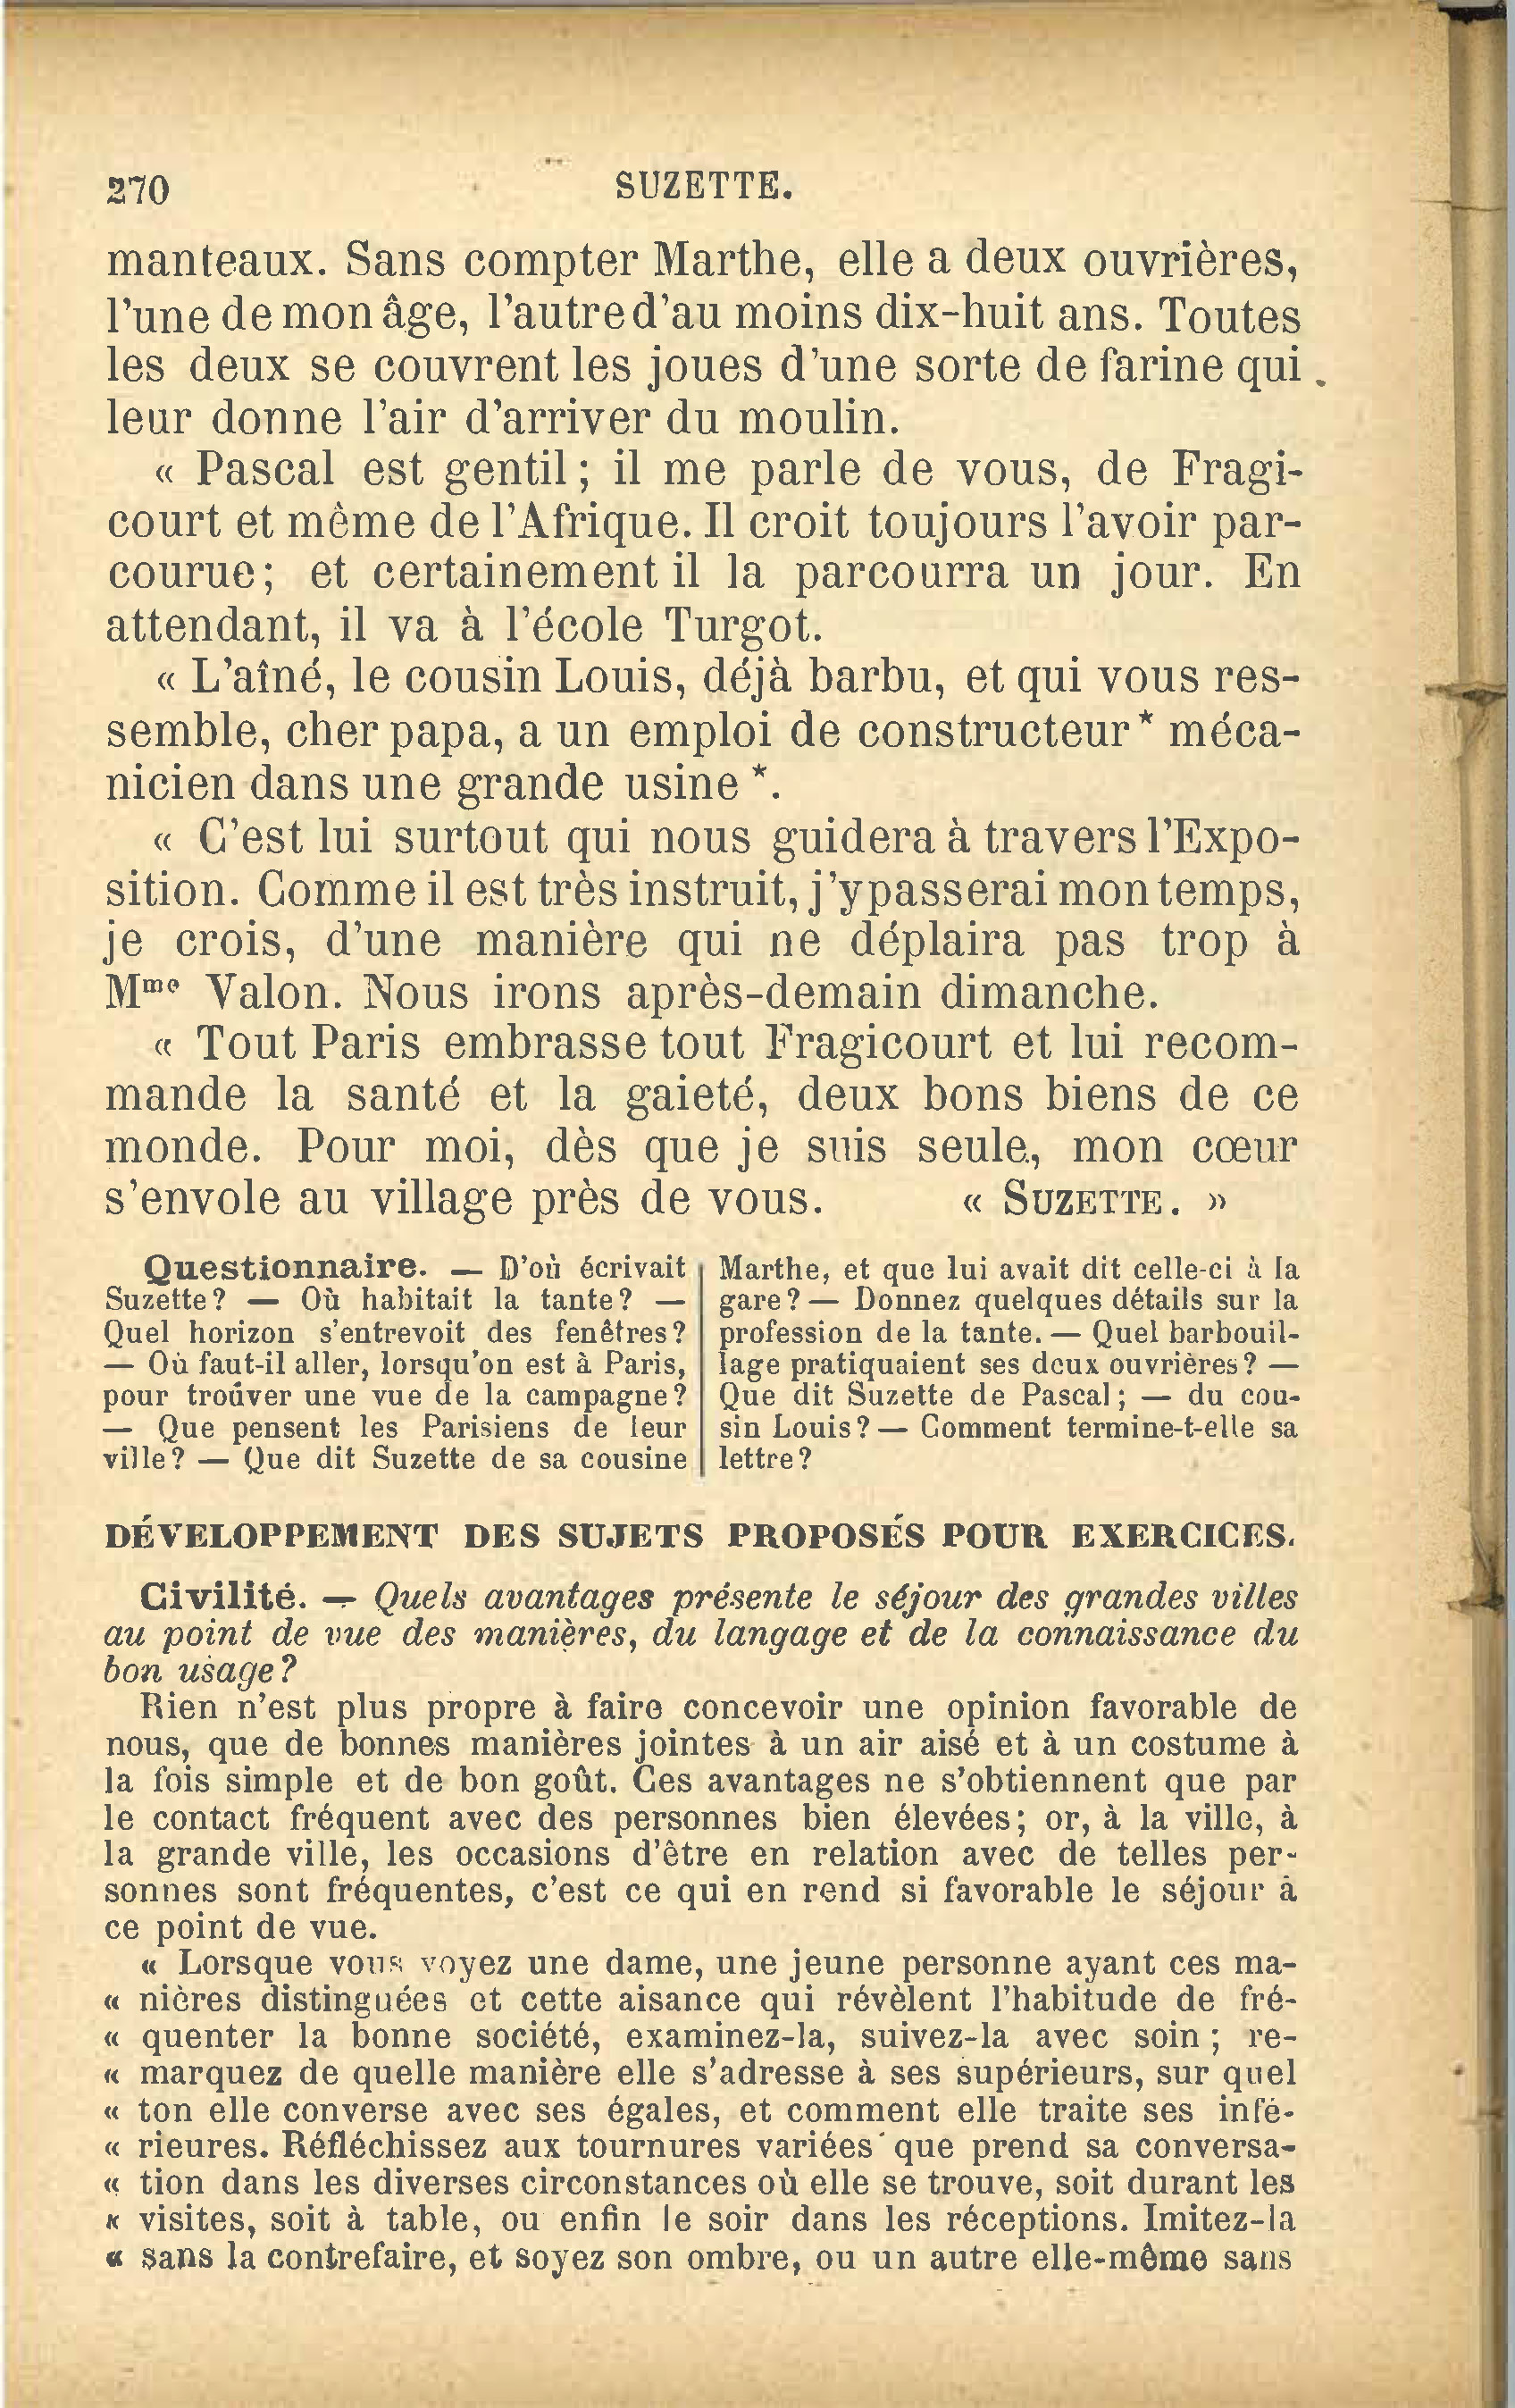 270
SUZETTE.
manteaux. Sans compter Marthe, elle a deux ouvrières,
l'une de mon âge, l'autre d'au moins dix-huit ans. Toutes
les deux se couvrent les joues d'une sorte de farine qui
leur donne l'air d'arriver du moulin.
« Pascal est gentil ; il me parle de vous, de Fragi-
court et même de l'Afrique. Il croit toujours l'avoir par-
courue ; et certainement il la parcourra un jour. En
attendant, il va à l'école Turgot.
« L'aîné, le cousin Louis, déjà barbu, et qui vous res-
semble, cher papa, a un emploi de constructeur* méca-
nicien dans une grande usine*.
« C'est lui surtout qui nous guidera à travers l'Expo-
sition. Comme il est très instruit, j'y passerai mon temps,
je crois, d'une manière qui ne déplaira pas trop à
Mme Valon. Nous irons après-demain dimanche.
« Tout Paris embrasse tout Fragicourt et lui recom-
mande la santé et la gaieté, deux bons biens de ce
monde. Pour moi, dès que je suis seule, mon cœur
s'envole au village près de vous. « SUZETTE. »
Questionnaire. — D'où écrivait
Suzette ? — Où habitait la tante ? —
Quel horizon s'entrevoit des fenêtres ?
— Où faut-il aller, lorsqu'on est à Paris,
pour trouver une vue de la campagne ?
— Que pensent les Parisiens de leur
ville ? — Que dit Suzette de sa cousine
Marthe, et que lui avait dit celle-ci à la
gare ? — Donnez quelques détails sur la
profession de la tante. — Quel barbouil-
lage pratiquaient ses deux ouvrières ? —
Que dit Suzette de Pascal ; — du cou-
sin Louis ? — Comment termine-t-elle sa
lettre ?
DÉVELOPPEMENT DES SUJETS PROPOSÉS POUR EXERCICES.
Civilité. — Quels avantages présente le séjour des grandes villes
au point de vue des manières, du langage et de la connaissance du
bon usage ?
Rien n'est plus propre à faire concevoir une opinion favorable de
nous, que de bonnes manières jointes à un air aisé et à un costume à
la fois simple et de bon goût. Ces avantages ne s'obtiennent que par
le contact fréquent avec des personnes bien élevées ; or, à la ville, à
la grande ville, les occasions d'être en relation avec de telles per-
sonnes sont fréquentes, c'est ce qui en rend si favorable le séjour à
ce point de vue.
« Lorsque vous voyez une dame, une jeune personne ayant ces ma-
« nières distinguées et cette aisance qui révèlent l'habitude de fré-
« quenter la bonne société, examinez-la, suivez-la avec soin ; re-
« marquez de quelle manière elle s'adresse à ses supérieurs, sur quel
« ton elle converse avec ses égales, et comment elle traite ses infé-
« rieures. Réfléchissez aux tournures variées que prend sa conversa-
« tion dans les diverses circonstances où elle se trouve, soit durant les
« visites, soit à table, ou enfin le soir dans les réceptions. Imitez-la
« sans la contrefaire, et soyez son ombre, ou un autre elle-même sans